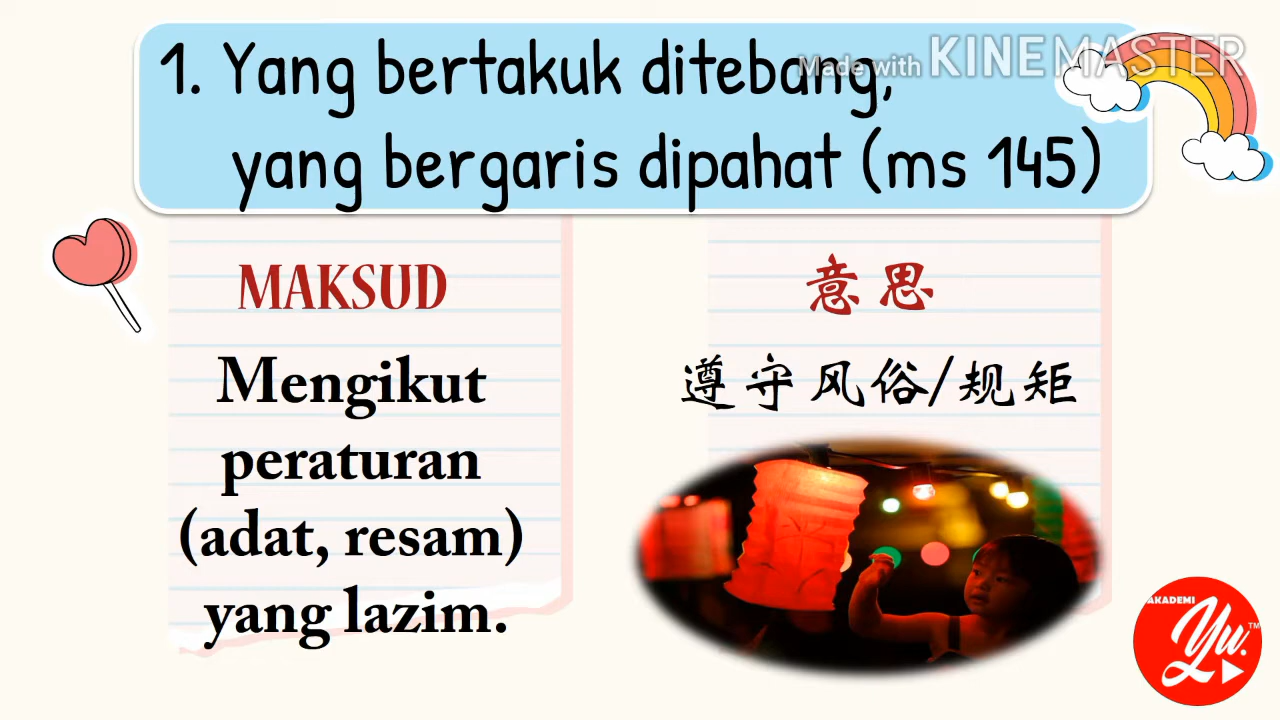 1. Yang bertakuk ditebang,
Made with KINEMASTER
yang bergaris dipahat (ms 145)
MAKSUD
Mengikut
peraturan
(adat, resam)
yang lazim.
意思
遵守风俗/规矩
AKADEMI
Yu.
TM